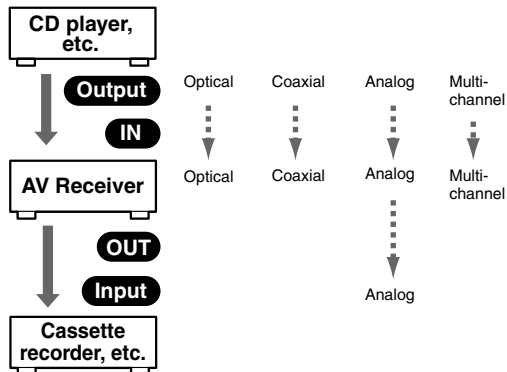 CD player,
etc.
Output
Optical
Coaxial
Analog
Multi-
channel
IN
AV Receiver
Optical
Coaxial
Analog
Multi-
channel
OUT
Input
Analog
Cassette
recorder, etc.